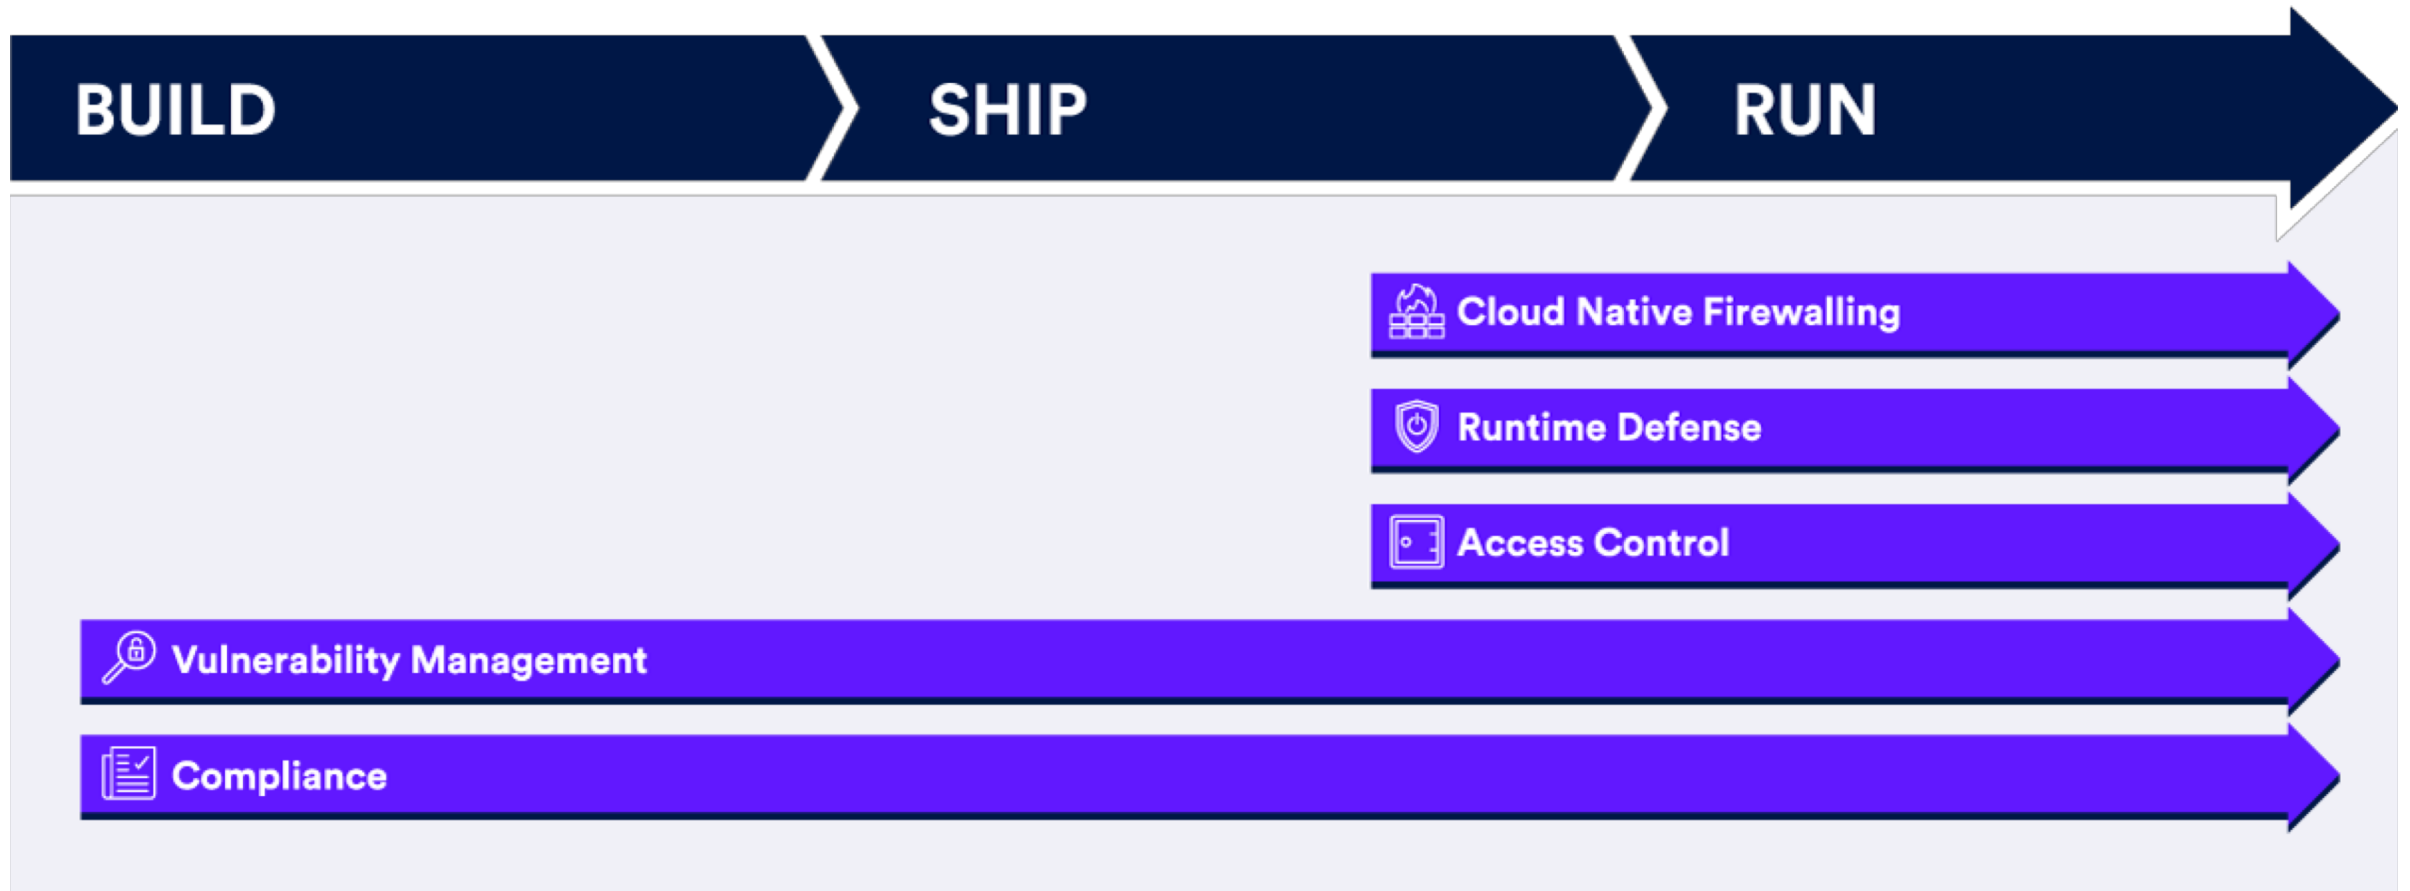 BUILD SHIP RUN
Cloud Native Firewalling
Runtime Defense
Access Control
Vulnerability Management
Compliance